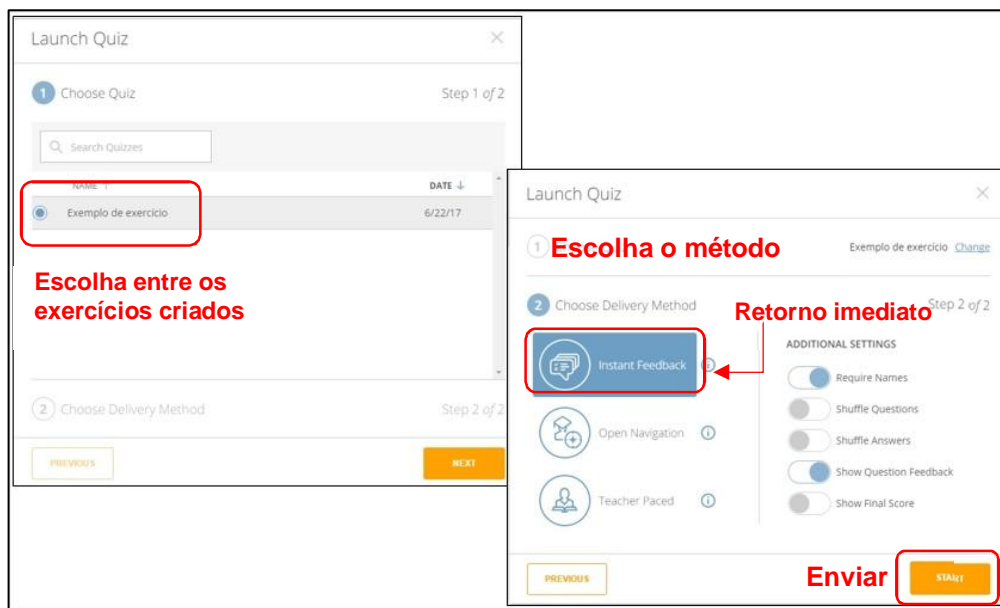 Launch Quiz
1 Choose Quiz Step 1 of 2
Search Quizzes
NAME ↑ DATE ↓
Exemplo de exercício 6/22/17
Escolha entre os
exercícios criados
2 Choose Delivery Method Step 2 of 2
PREVIOUS NEXT
Launch Quiz
1 Escolha o método Exemplo de exercício Change
2 Choose Delivery Method Step 2 of 2
Retorno imediato
Instant Feedback
Open Navigation
Teacher Paced
ADDITIONAL SETTINGS
Require Names
Shuffle Questions
Shuffle Answers
Show Question Feedback
Show Final Score
PREVIOUS Enviar START